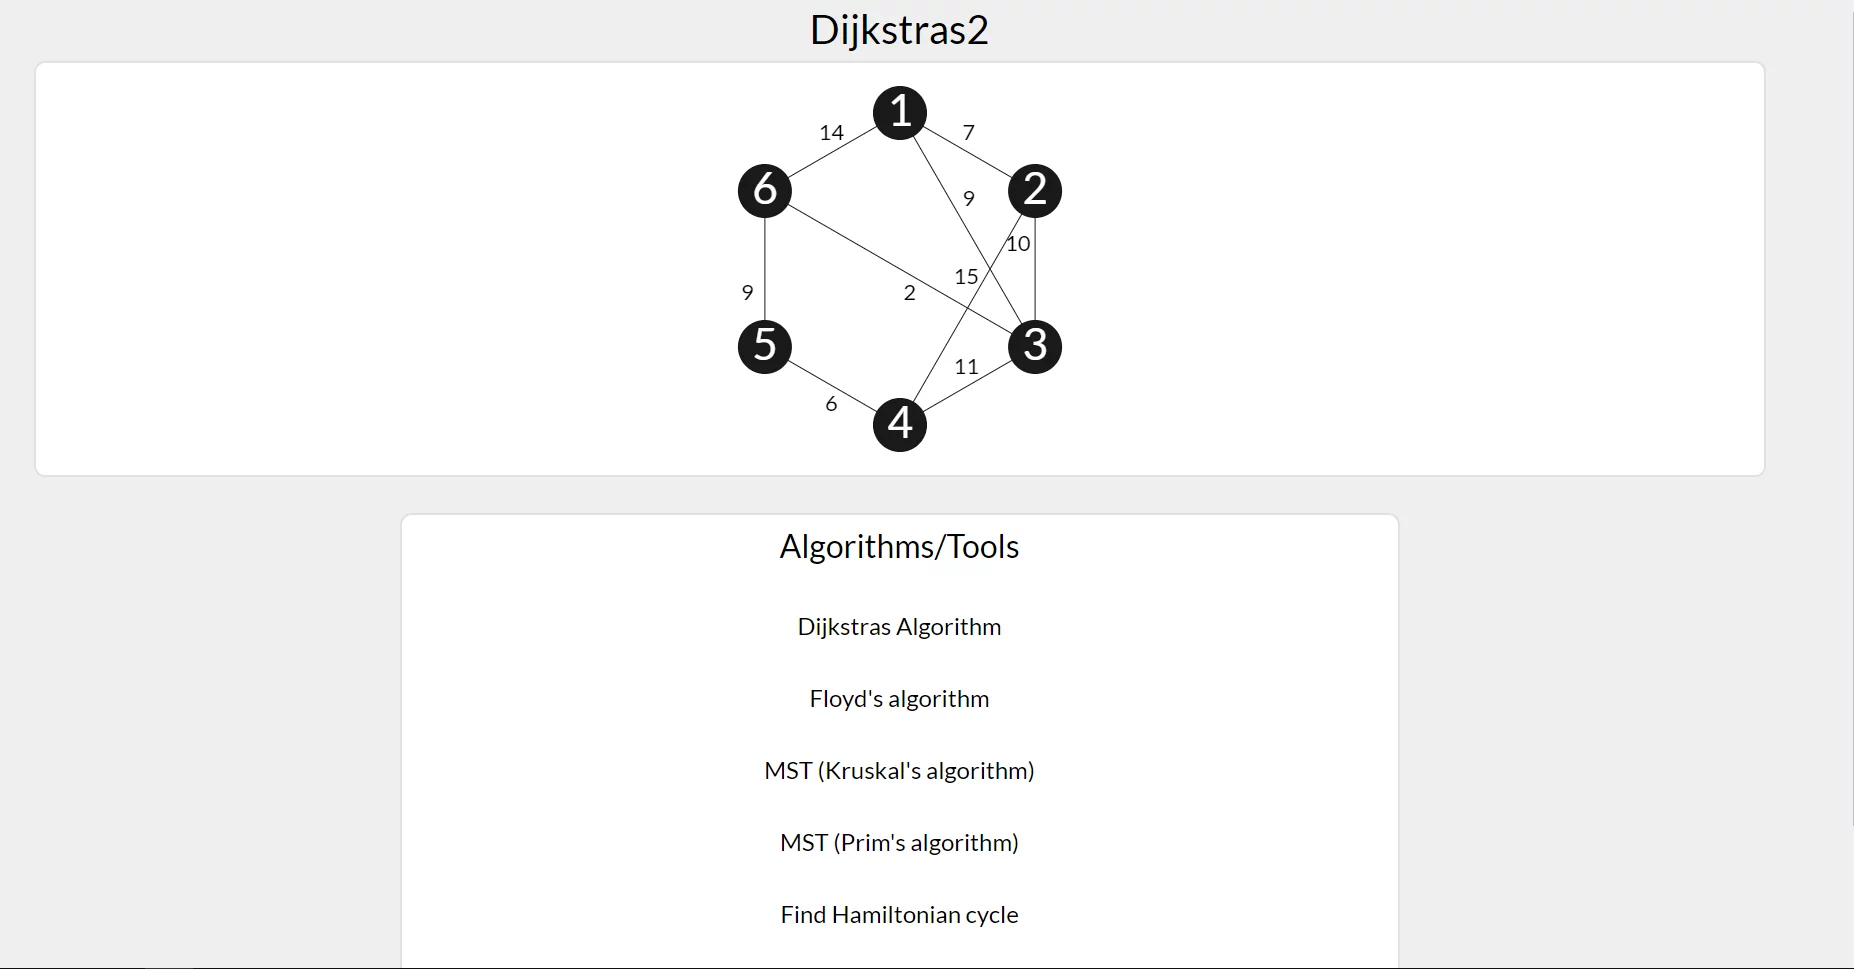 Dijkstras2
1
14
7
6
2
9
10
15
9
2
5
3
11
6
4
Algorithms/Tools
Dijkstras Algorithm
Floyd's algorithm
MST (Kruskal's algorithm)
MST (Prim's algorithm)
Find Hamiltonian cycle